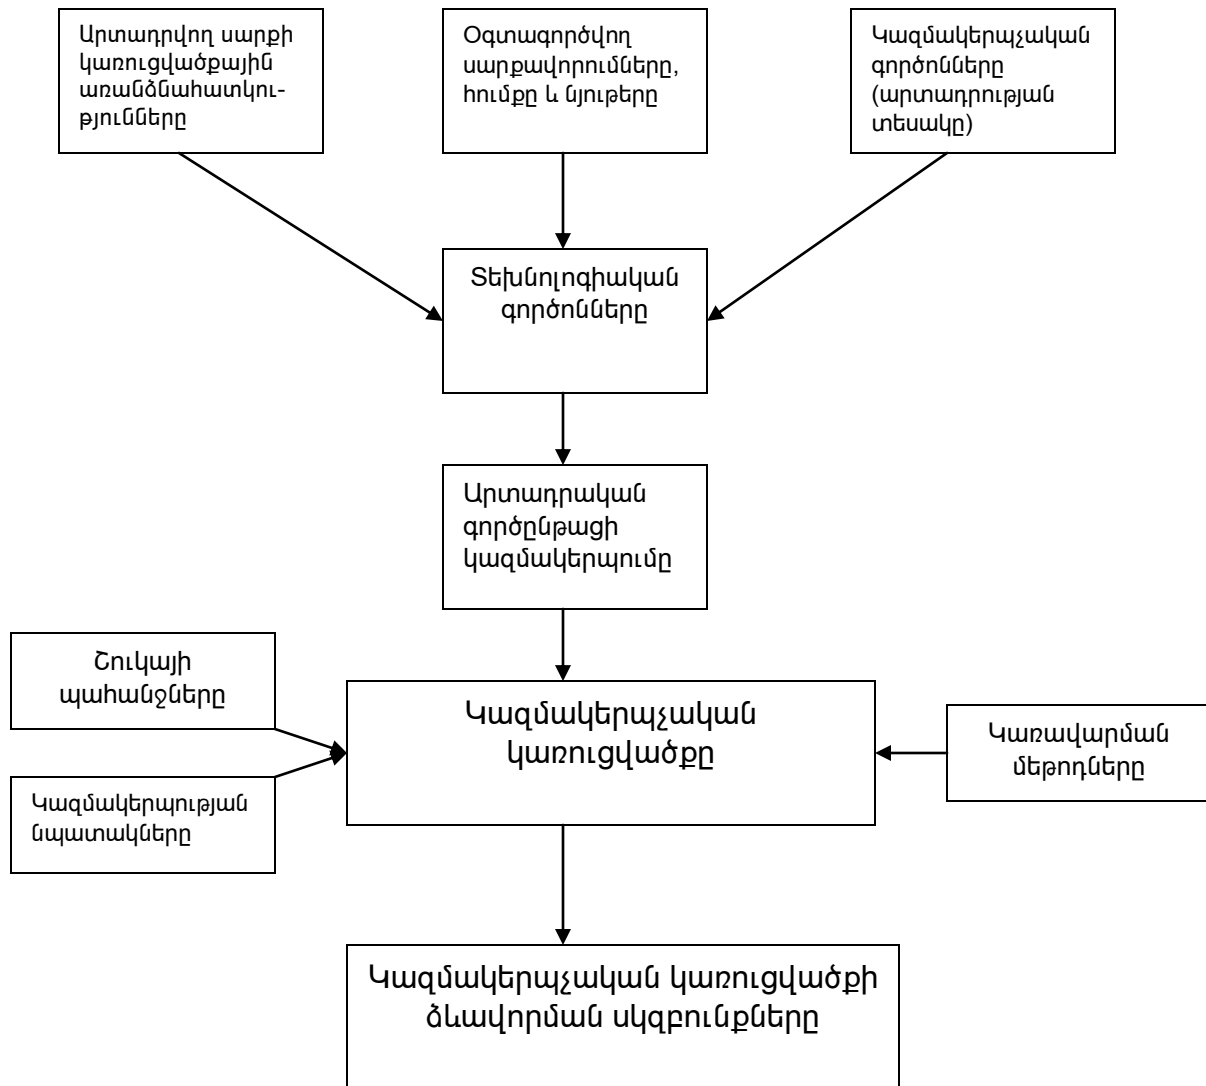 Արտադրվող սարքի
կառուցվածքային
առանձնահատկու-
թյունները
Օգտագործվող
սարքավորումները,
հումքը և նյութերը
Կազմակերպչական
գործոնները
(արտադրության
տեսակը)
Տեխնոլոգիական
գործոնները
Արտադրական
գործընթացի
կազմակերպումը
Շուկայի
պահանջները
Կազմակերպչական
կառուցվածքը
Կառավարման
մեթոդները
Կազմակերպության
նպատակները
Կազմակերպչական կառուցվածքի
ձևավորման սկզբունքները